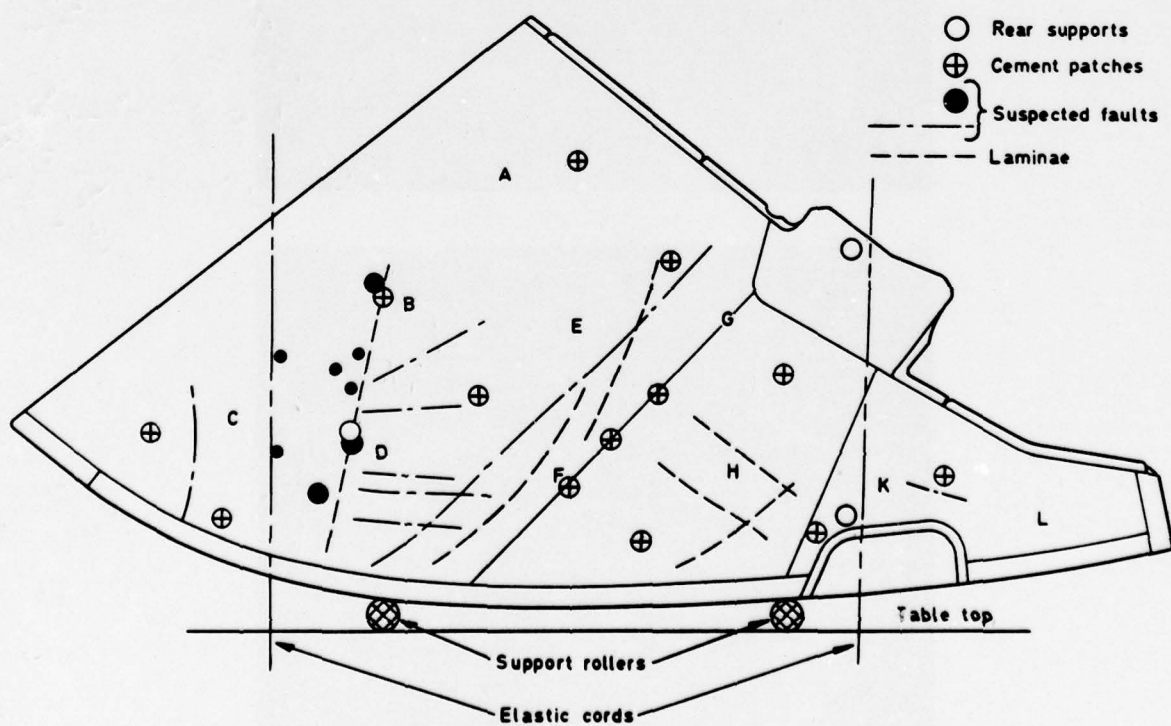 Rear supports
Cement patches
Suspected faults
Laminae
A
B
E
G
C
D
F
H
K
L
Table top
Support rollers
Elastic cords